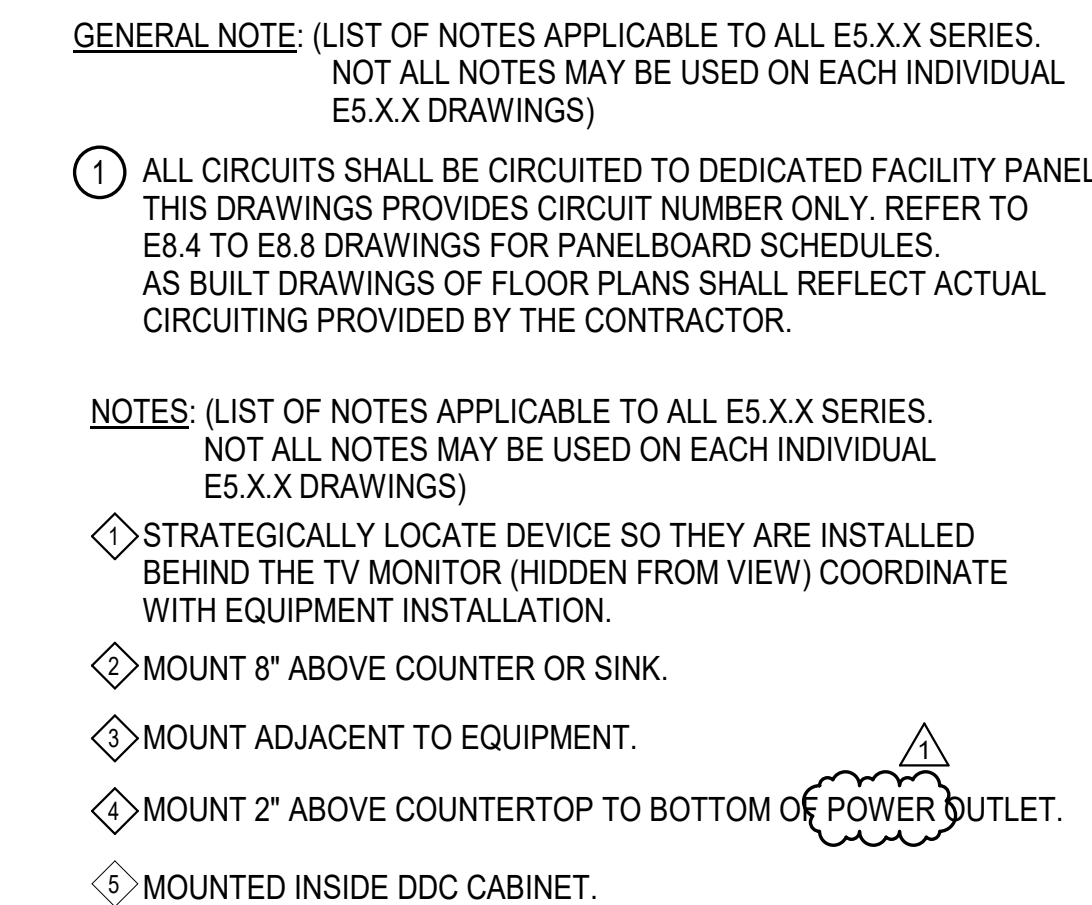 GENERAL NOTE: (LIST OF NOTES APPLICABLE TO ALL E5.X.X SERIES.
NOT ALL NOTES MAY BE USED ON EACH INDIVIDUAL
E5.X.X DRAWINGS)
1 ALL CIRCUITS SHALL BE CIRCUITED TO DEDICATED FACILITY PANEL
THIS DRAWINGS PROVIDES CIRCUIT NUMBER ONLY. REFER TO
E8.4 TO E8.8 DRAWINGS FOR PANELBOARD SCHEDULES.
AS BUILT DRAWINGS OF FLOOR PLANS SHALL REFLECT ACTUAL
CIRCUITING PROVIDED BY THE CONTRACTOR.
NOTES: (LIST OF NOTES APPLICABLE TO ALL E5.X.X SERIES.
NOT ALL NOTES MAY BE USED ON EACH INDIVIDUAL
E5.X.X DRAWINGS)
1 STRATEGICALLY LOCATE DEVICE SO THEY ARE INSTALLED
BEHIND THE TV MONITOR (HIDDEN FROM VIEW) COORDINATE
WITH EQUIPMENT INSTALLATION.
2 MOUNT 8" ABOVE COUNTER OR SINK.
3 MOUNT ADJACENT TO EQUIPMENT.
1
4 MOUNT 2" ABOVE COUNTERTOP TO BOTTOM OF POWER OUTLET.
5 MOUNTED INSIDE DDC CABINET.